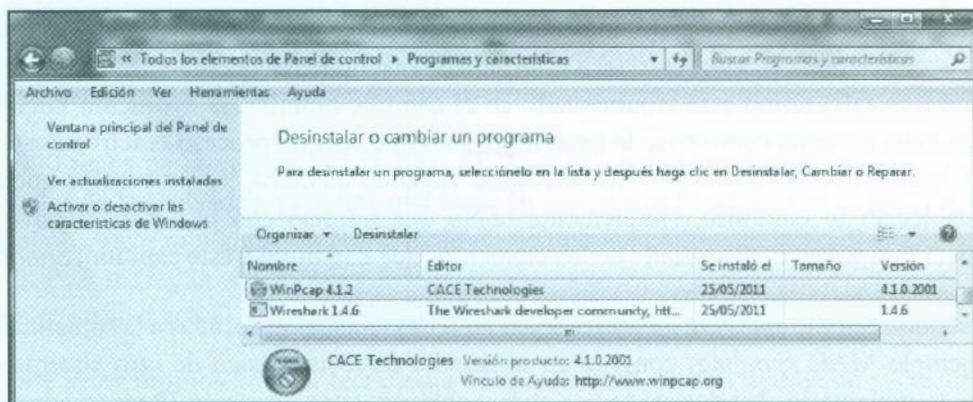 « Todos los elementos de Panel de control ▸ Programas y características
Buscar Programas y características
Archivo Edición Ver Herramientas Ayuda
Ventana principal del Panel de control
Ver actualizaciones instaladas
Activar o desactivar las características de Windows
Desinstalar o cambiar un programa
Para desinstalar un programa, selecciónelo en la lista y después haga clic en Desinstalar, Cambiar o Reparar.
Organizar Desinstalar
Nombre Editor Se instaló el Tamaño Versión
WinPcap 4.1.2 CACE Technologies 25/05/2011 4.1.0.2001
Wireshark 1.4.6 The Wireshark developer community, htt... 25/05/2011 1.4.6
CACE Technologies Versión producto: 4.1.0.2001
Vínculo de Ayuda: http://www.winpcap.org